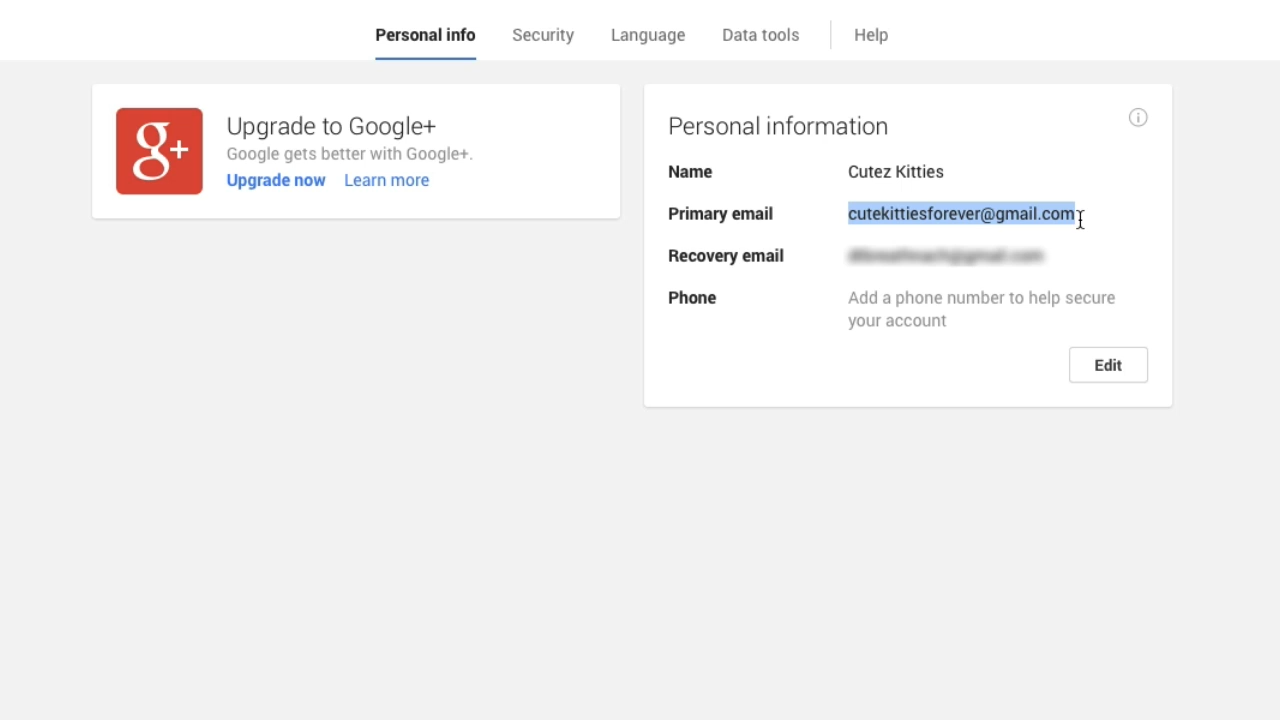 Personal info Security Language Data tools Help
g+
Upgrade to Google+
Google gets better with Google+.
Upgrade now Learn more
Personal information
Name Cutez Kitties
Primary email cutekittiesforever@gmail.com
Recovery email
Phone Add a phone number to help secure
your account
Edit